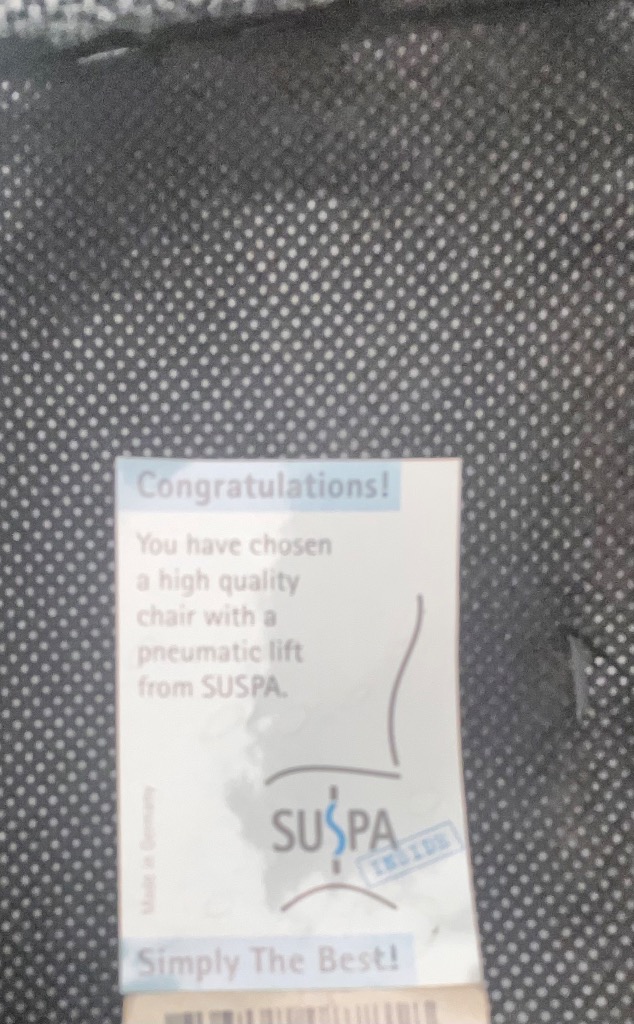 Congratulations!
You have chosen
a high quality
chair with a
pneumatic lift
from SUSPA.
Made in Germany
SUSPA
INSIDE
Simply The Best!